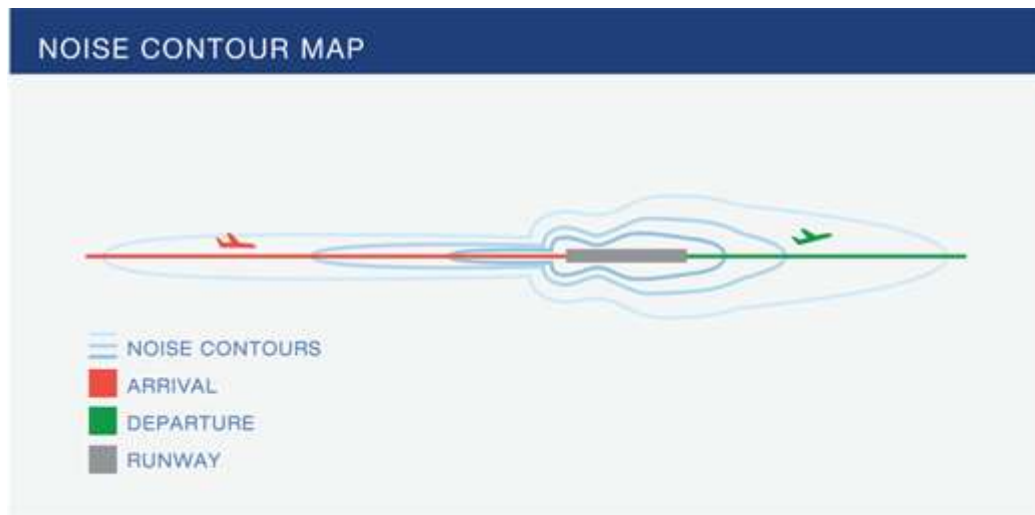 NOISE CONTOUR MAP
NOISE CONTOURS
ARRIVAL
DEPARTURE
RUNWAY